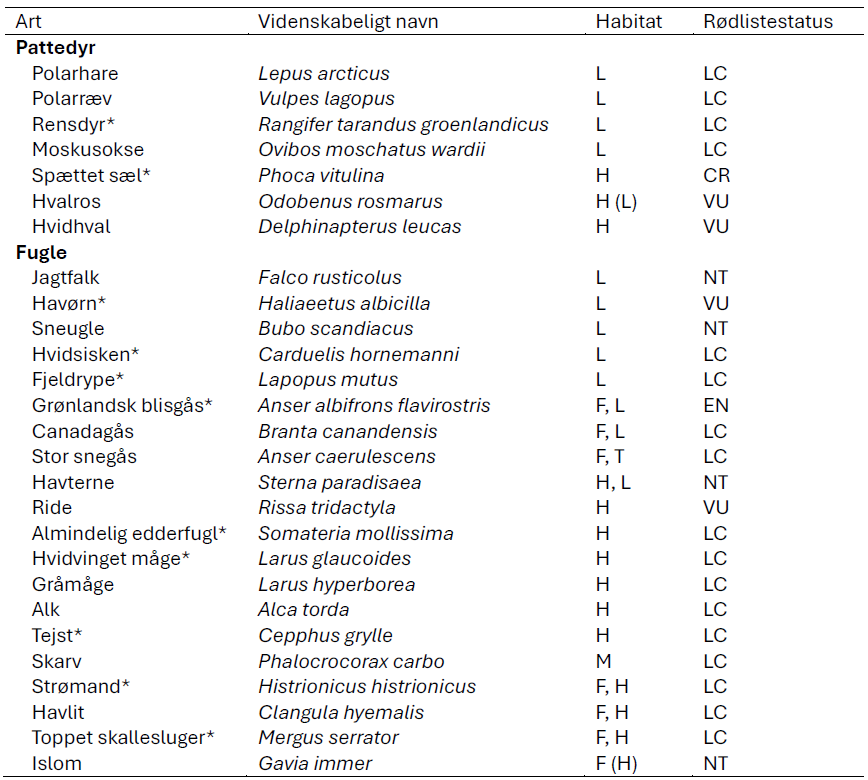 Art Videnskabeligt navn Habitat Rødlistestatus
Pattedyr
Polarhare Lepus arcticus L LC
Polarræv Vulpes lagopus L LC
Rensdyr* Rangifer tarandus groenlandicus L LC
Moskusokse Ovibos moschatus wardii L LC
Spættet sæl* Phoca vitulina H CR
Hvalros Odobenus rosmarus H (L) VU
Hvidhval Delphinapterus leucas H VU
Fugle
Jagtfalk Falco rusticolus L NT
Havørn* Haliaeetus albicilla L VU
Sneugle Bubo scandiacus L NT
Hvidsisken* Carduelis hornemanni L LC
Fjeldrype* Lapopus mutus L LC
Grønlandsk blisgås* Anser albifrons flavirostris F, L EN
Canadagås Branta canandensis F, L LC
Stor snegås Anser caerulescens F, T LC
Havterne Sterna paradisaea H, L NT
Ride Rissa tridactyla H VU
Almindelig edderfugl* Somateria mollissima H LC
Hvidvinget måge* Larus glaucoides H LC
Gråmåge Larus hyperborea H LC
Alk Alca torda H LC
Tejst* Cepphus grylle H LC
Skarv Phalocrocorax carbo M LC
Strømand* Histrionicus histrionicus F, H LC
Havlit Clangula hyemalis F, H LC
Toppet skallesluger* Mergus serrator F, H LC
Islom Gavia immer F (H) NT